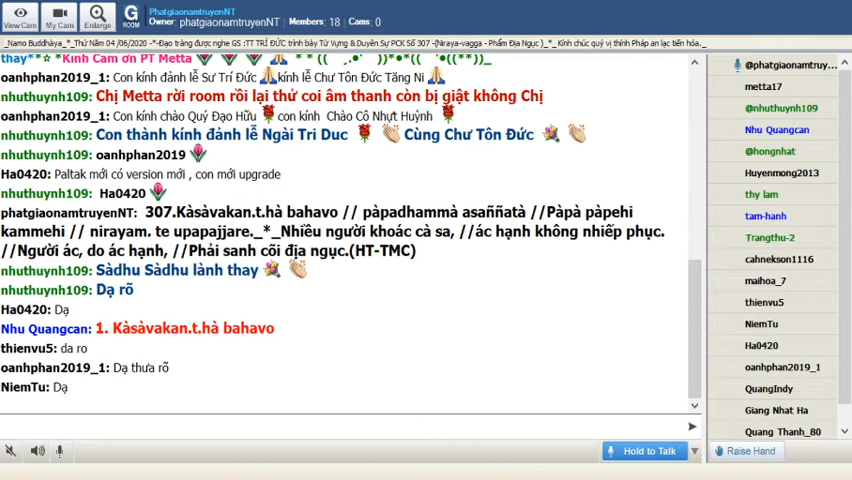 PhatgiaonamtruyenNT
Owner: phatgiaonamtruyenNT Members: 18 Cams: 0
View Cam My Cams Enlarge G ROOM
_Namo Buddhàya_*_Thứ Năm 04/06/2020 -*-Đạo tràng được nghe GS :TT TRÍ ĐỨC trình bày Từ Vựng & Duyên Sự PCK Số 307 -(Niraya-vagga - Phẩm Địa Ngục )_*_Kính chúc quý vị thính Pháp an lạc tiến hóa._
thay*☆*Kính Cám ơn PT Metta
oanhphan2019_1: Con kính đảnh lễ Sư Trí Đức kính lễ Chư Tôn Đức Tăng Ni
nhuthuynh109: Chị Metta rời room rồi lại thử coi âm thanh còn bị giật không Chị
oanhphan2019_1: Con kính chào Quý Đạo Hữu con kính Chào Cô Nhựt Huỳnh
nhuthuynh109: Con thành kính đảnh lễ Ngài Tri Duc Cùng Chư Tôn Đức
nhuthuynh109: oanhphan2019
Ha0420: Paltak mới có version mới , con mới upgrade
nhuthuynh109: Ha0420
phatgiaonamtruyenNT: 307.Kàsàvakan.t.hà bahavo // pàpadhammà asaññatà //Pàpà pàpehi
kammehi // nirayam. te upapajjare._*_Nhiều người khoác cà sa, //ác hạnh không nhiếp phục.
//Người ác, do ác hạnh, //Phải sanh cõi địa ngục.(HT-TMC)
nhuthuynh109: Sàdhu Sàdhu lành thay
nhuthuynh109: Dạ rõ
Ha0420: Dạ
Nhu Quangcan: 1. Kàsàvakan.t.hà bahavo
thienvu5: da ro
oanhphan2019_1: Dạ thưa rõ
NiemTu: Dạ
@phatgiaonamtruy...
metta17
@nhuthuynh109
Nhu Quangcan
@hongnhat
Huyenmong2013
thy lam
tam-hanh
Trangthu-2
cahnekson1116
maihoa_7
thienvu5
NiemTu
Ha0420
oanhphan2019_1
QuangIndy
Giang Nhat Ha
Quang Thanh_80
Hold to Talk
Raise Hand